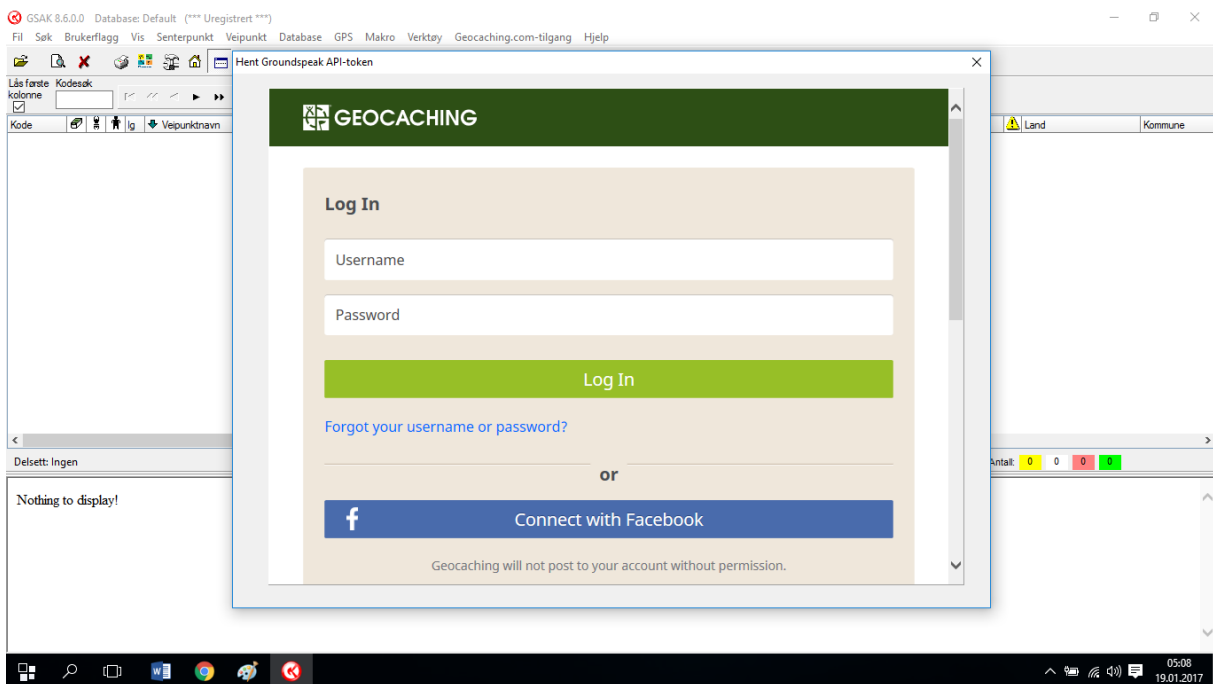 GSAK 8.6.0.0 Database: Default (*** Uregistrert ***)
Fil Søk Brukerflagg Vis Senterpunkt Veipunkt Database GPS Makro Verktøy Geocaching.com-tilgang Hjelp
Hent Groundspeak API-token
Lås første kolonne
Kodesøk
Kode Ig Veipunktnavn Land Kommune
GEOCACHING
Log In
Username
Password
Log In
Forgot your username or password?
or
f Connect with Facebook
Geocaching will not post to your account without permission.
Delsett: Ingen
Antall: 0 0 0 0
Nothing to display!
05:08
19.01.2017